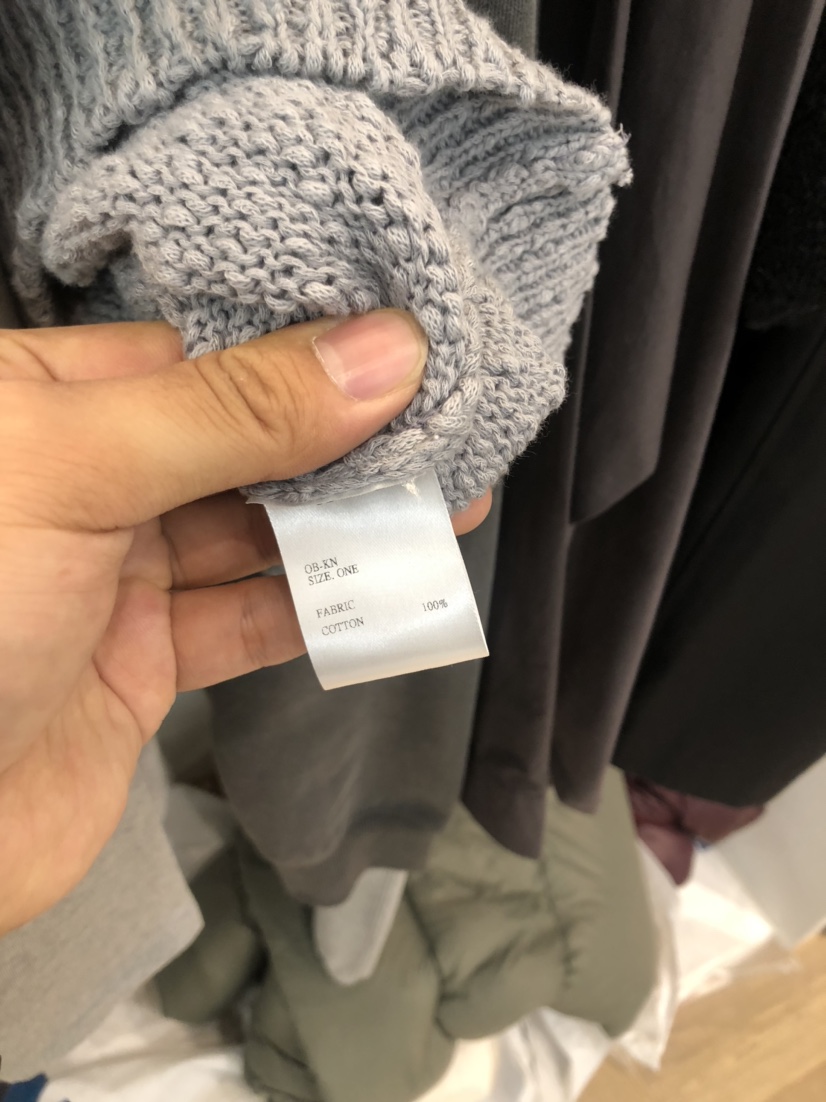 OB-KN
SIZE. ONE
FABRIC 100%
COTTON